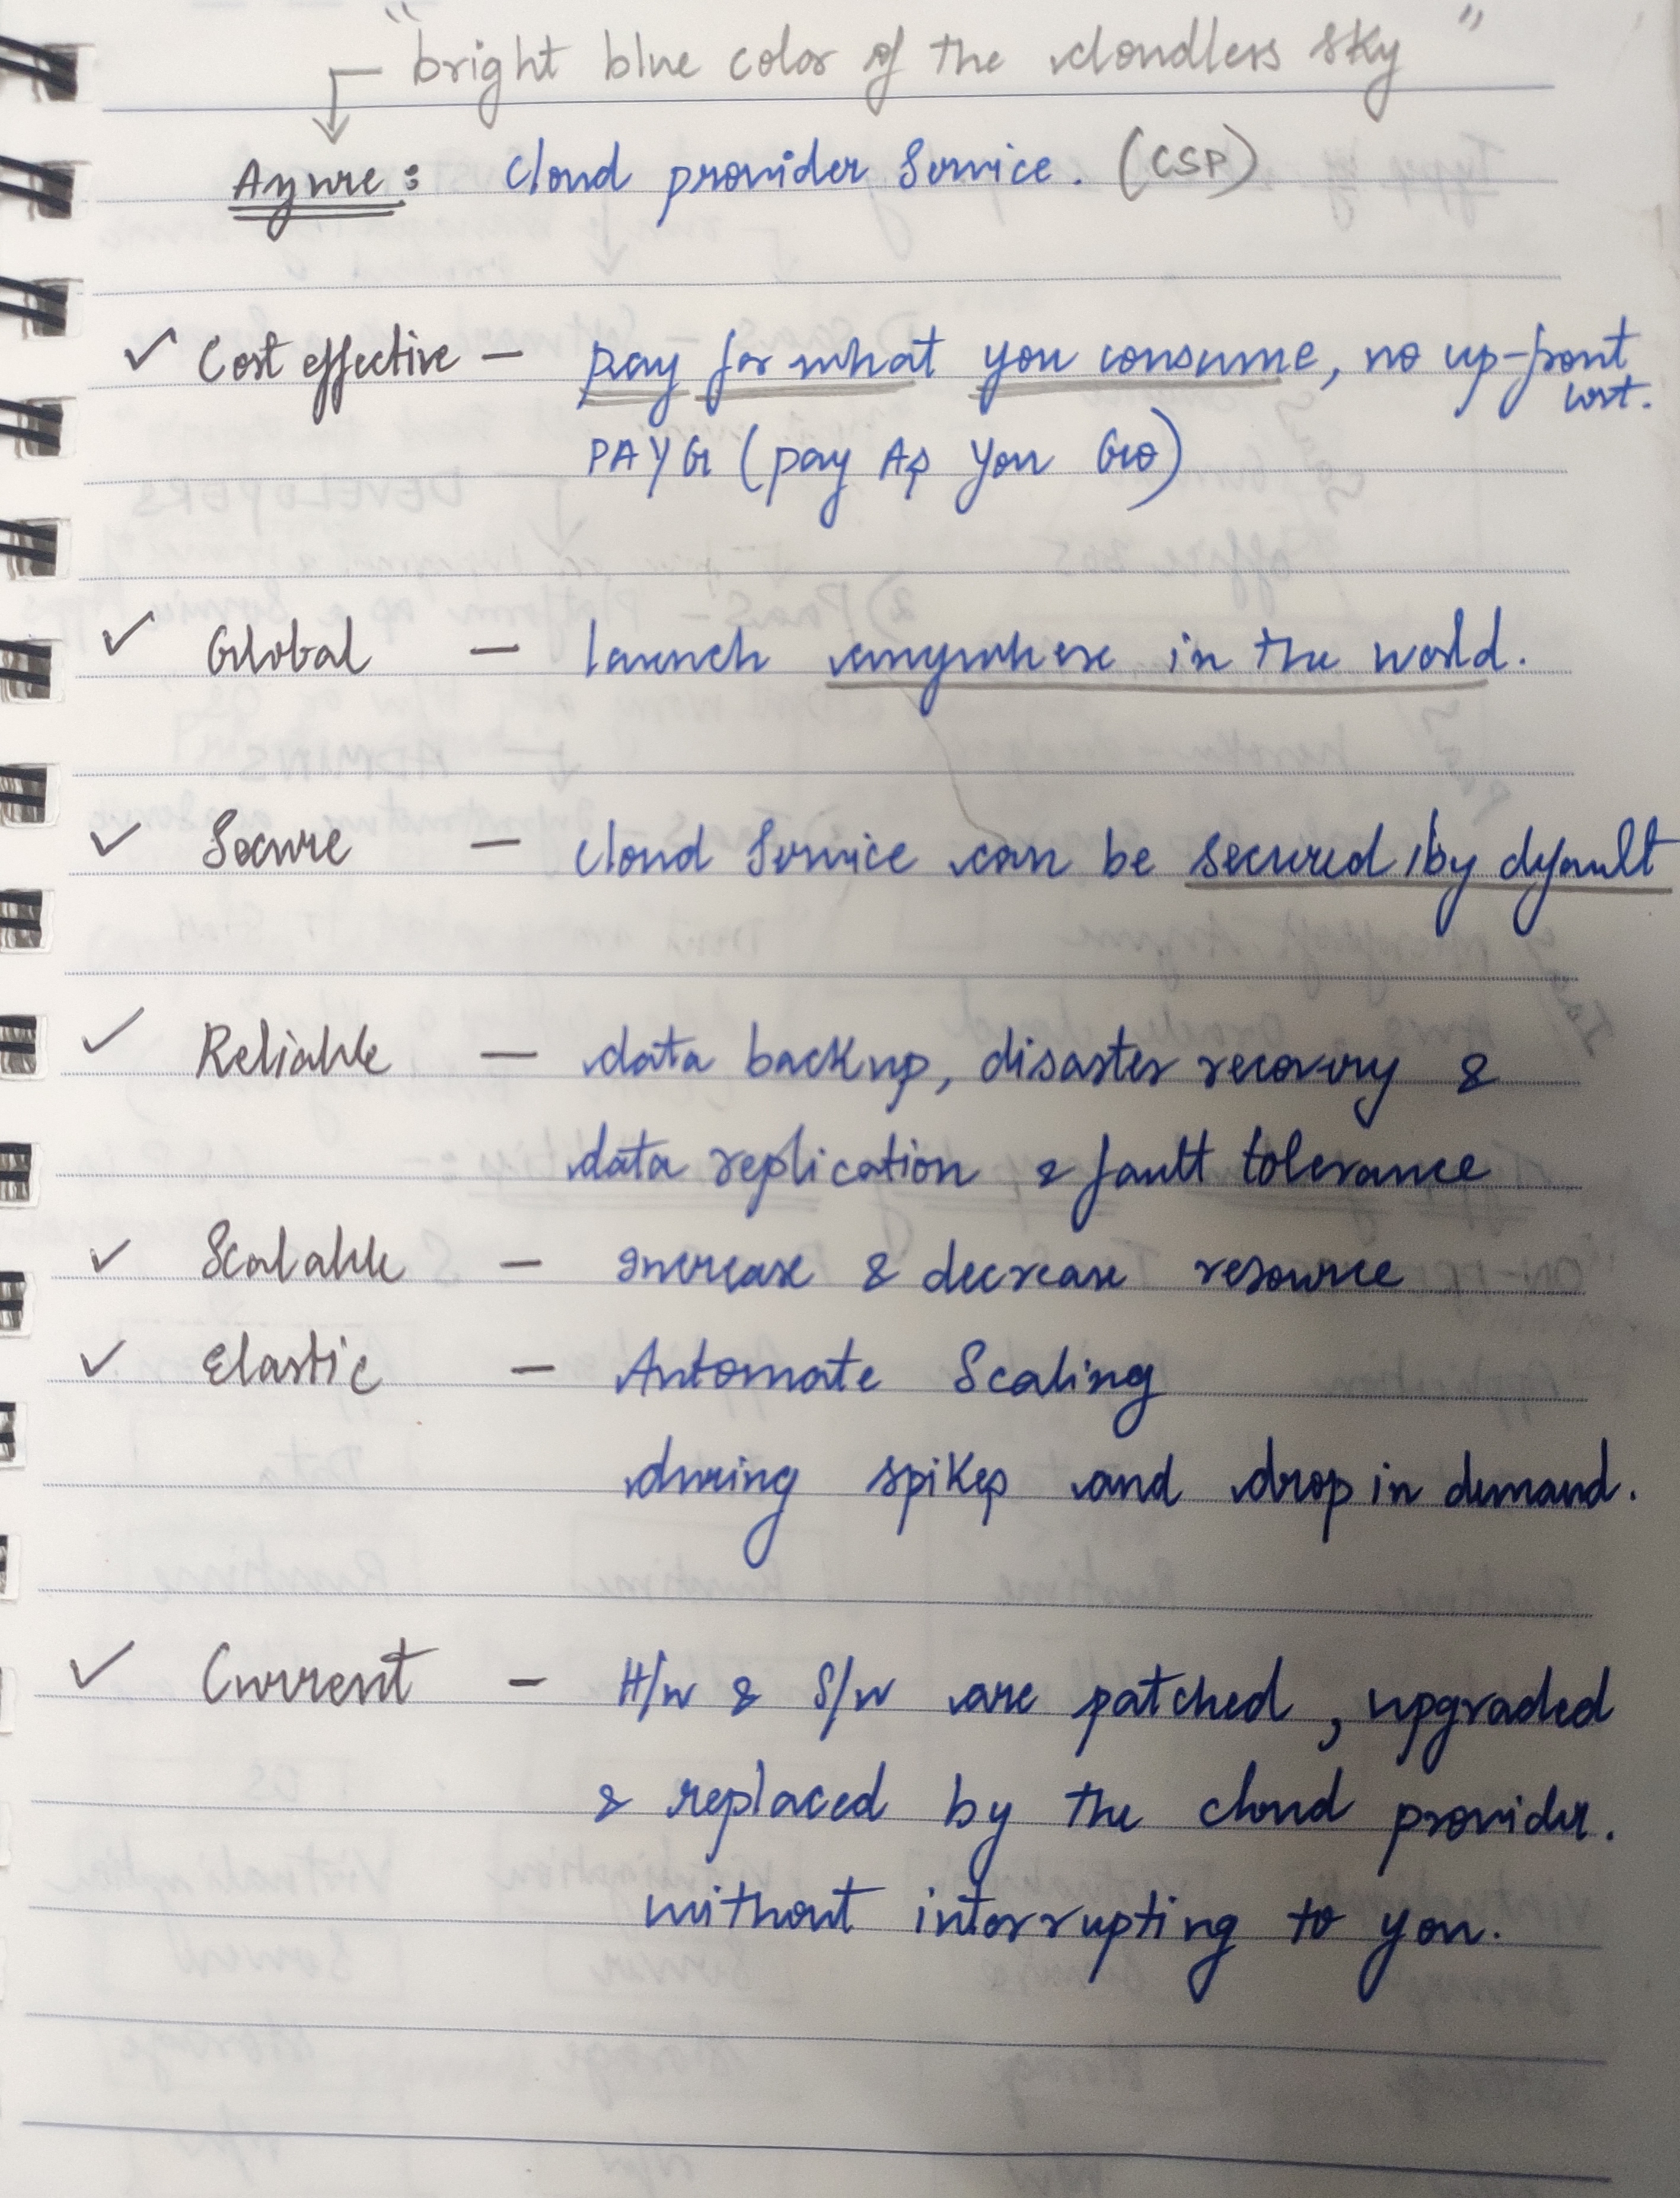 "bright blue color of the cloudless sky"
Azure : Cloud provider Service. (CSP)
✓ Cost effective — pay for what you consume, no up-front
cost.
PAYG (pay As You Go)
✓ Global — launch anywhere in the world.
✓ Secure — cloud Service can be secured by default
✓ Reliable — data backup, disaster recovery &
data replication & fault tolerance
✓ Scalable — increase & decrease resource
✓ Elastic — Automate Scaling
during spikes and drop in demand.
✓ Current — H/w & S/w are patched, upgraded
& replaced by the cloud provider.
without interrupting to you.